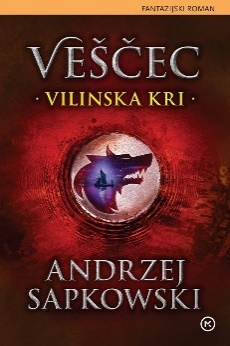 FANTAZIJSKI ROMAN
VEŠČEC
· VILINSKA KRI ·
ANDRZEJ
SAPKOWSKI
M